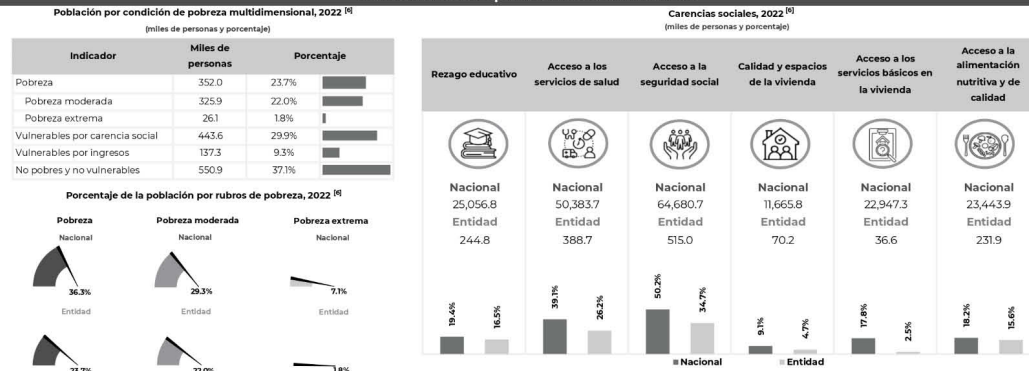 Población por condición de pobreza multidimensional, 2022 [6]
(miles de personas y porcentaje)
Indicador Miles de personas Porcentaje
Pobreza 352.0 23.7%
Pobreza moderada 325.9 22.0%
Pobreza extrema 26.1 1.8%
Vulnerables por carencia social 443.6 29.9%
Vulnerables por ingresos 137.3 9.3%
No pobres y no vulnerables 550.9 37.1%
Porcentaje de la población por rubros de pobreza, 2022 [6]
Pobreza Pobreza moderada Pobreza extrema
Nacional Nacional
36.3% 29.3% 7.1%
Entidad Entidad
23.7% 22.0% 1.8%
Carencias sociales, 2022 [6]
(miles de personas y porcentaje)
Rezago educativo
Acceso a los
servicios de salud
Acceso a la
seguridad social
Calidad y espacios
de la vivienda
Acceso a los
servicios básicos en
la vivienda
Acceso a la
alimentación
nutritiva y de
calidad
Nacional Nacional Nacional Nacional Nacional Nacional
25,056.8 50,383.7 64,680.7 11,665.8 22,947.3 23,443.9
Entidad Entidad Entidad Entidad Entidad Entidad
244.8 388.7 515.0 70.2 36.6 231.9
19.4% 16.5% 39.1% 26.2% 50.2% 34.7% 9.1% 4.7% 17.8% 2.5% 18.2% 15.6%
Nacional Entidad